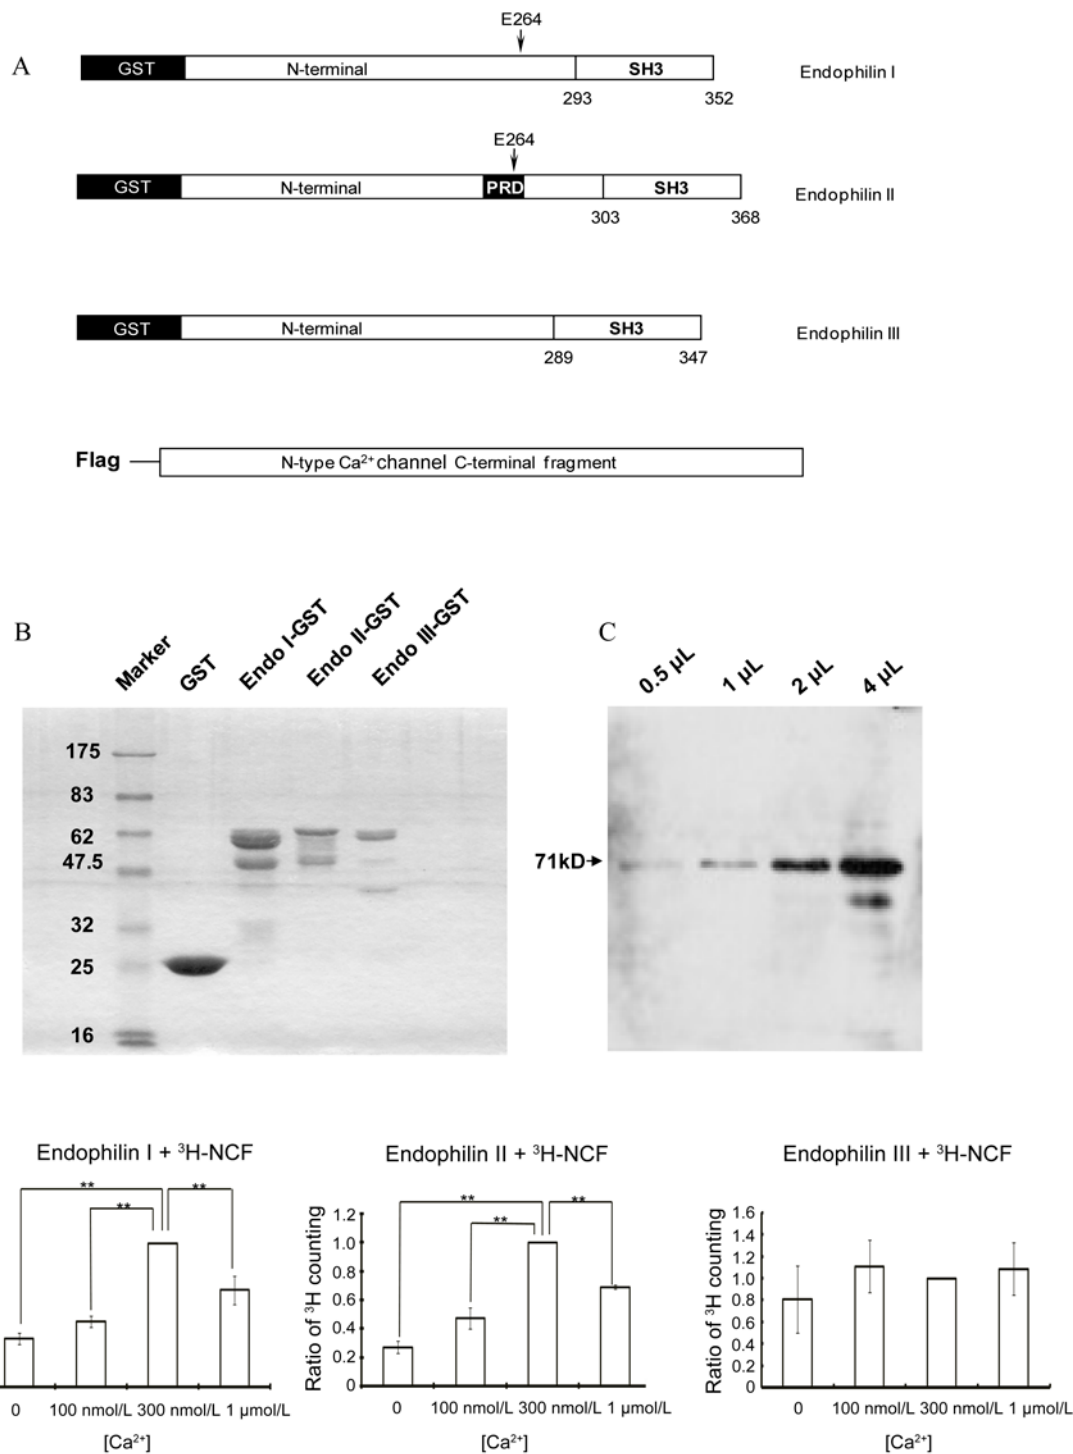 E264
A
GST N-terminal SH3 Endophilin I
293 352
E264
GST N-terminal PRD SH3 Endophilin II
303 368
GST N-terminal SH3 Endophilin III
289 347
Flag N-type Ca²⁺ channel C-terminal fragment
B
Marker GST Endo I-GST Endo II-GST Endo III-GST
175
83
62
47.5
32
25
16
C
0.5 μL 1 μL 2 μL 4 μL
71kD
Endophilin I + ³H-NCF
** **
**
0 100 nmol/L 300 nmol/L 1 μmol/L
[Ca²⁺]
Endophilin II + ³H-NCF
** **
**
Ratio of ³H counting
1.2
1.0
0.8
0.6
0.4
0.2
0
0 100 nmol/L 300 nmol/L 1 μmol/L
[Ca²⁺]
Endophilin III + ³H-NCF
Ratio of ³H counting
1.6
1.4
1.2
1.0
0.8
0.6
0.4
0.2
0
0 100 nmol/L 300 nmol/L 1 μmol/L
[Ca²⁺]